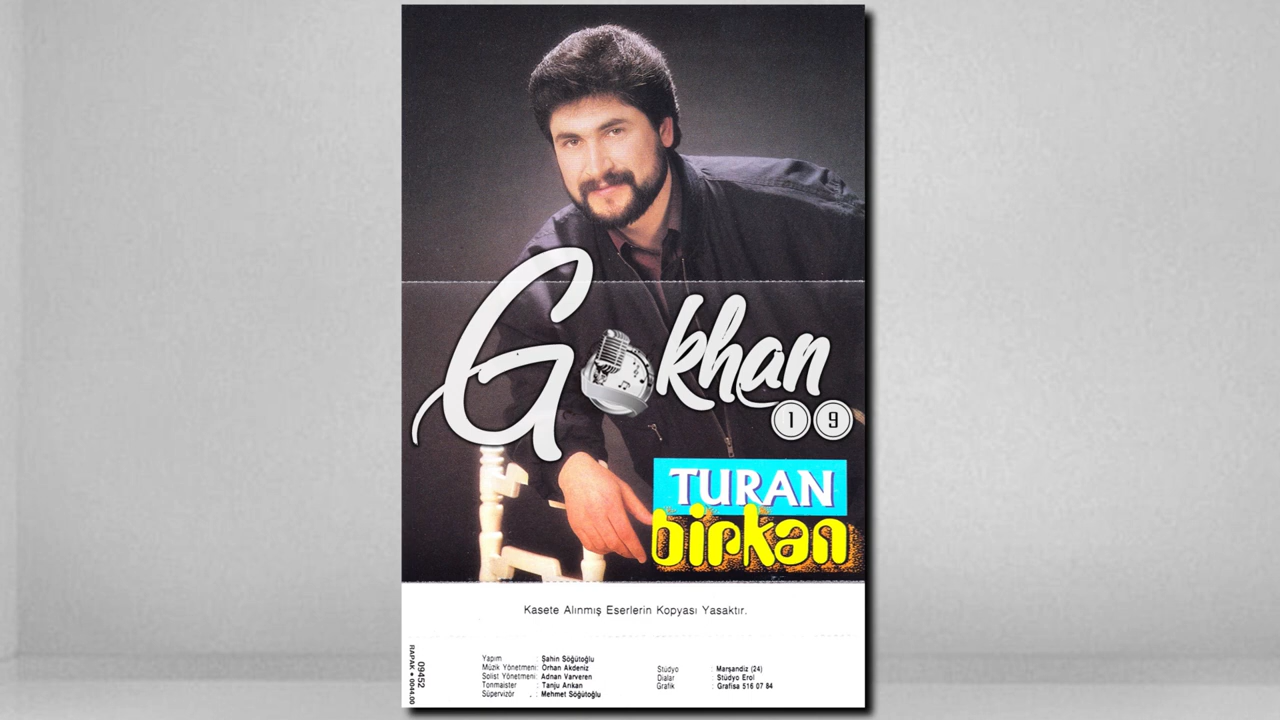 Gokhan
19
TURAN
birkan
Kasete Alınmış Eserlerin Kopyası Yasaktır.
RAPAK • 0044.00
09452
Yapım : Şahin Söğütoğlu
Müzik Yönetmeni: Orhan Akdeniz
Solist Yönetmeni: Adnan Varveren
Tonmaister : Tanju Arıkan
Süpervizör . : Mehmet Söğütoğlu
Stüdyo : Marşandiz (24)
Dialar : Stüdyo Erol
Grafik : Grafisa 516 07 84